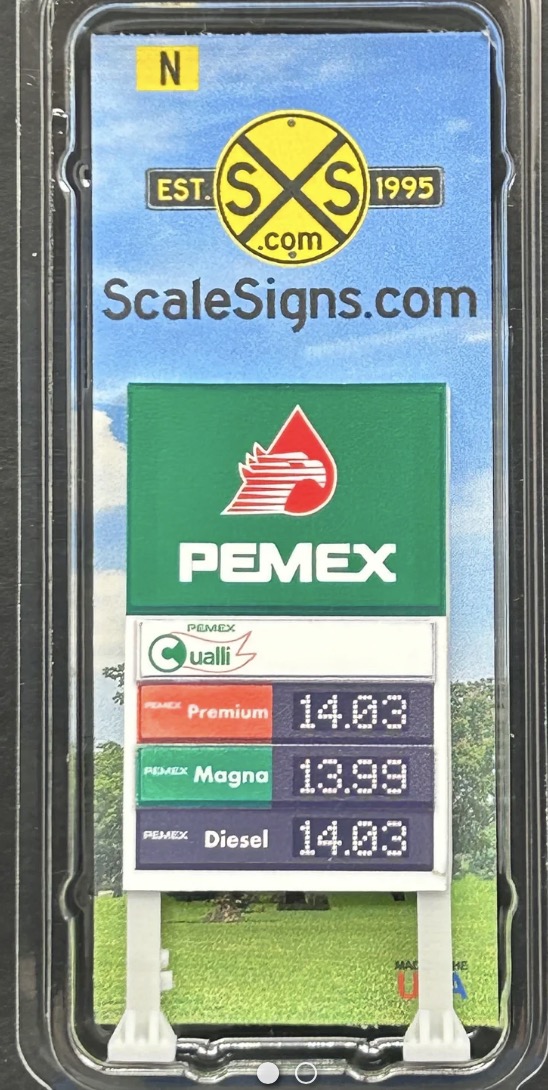 N
EST. SXS 1995
.com
ScaleSigns.com
PEMEX
PEMEX
Cualli
PEMEX Premium 14.03
PEMEX Magna 13.99
PEMEX Diesel 14.03